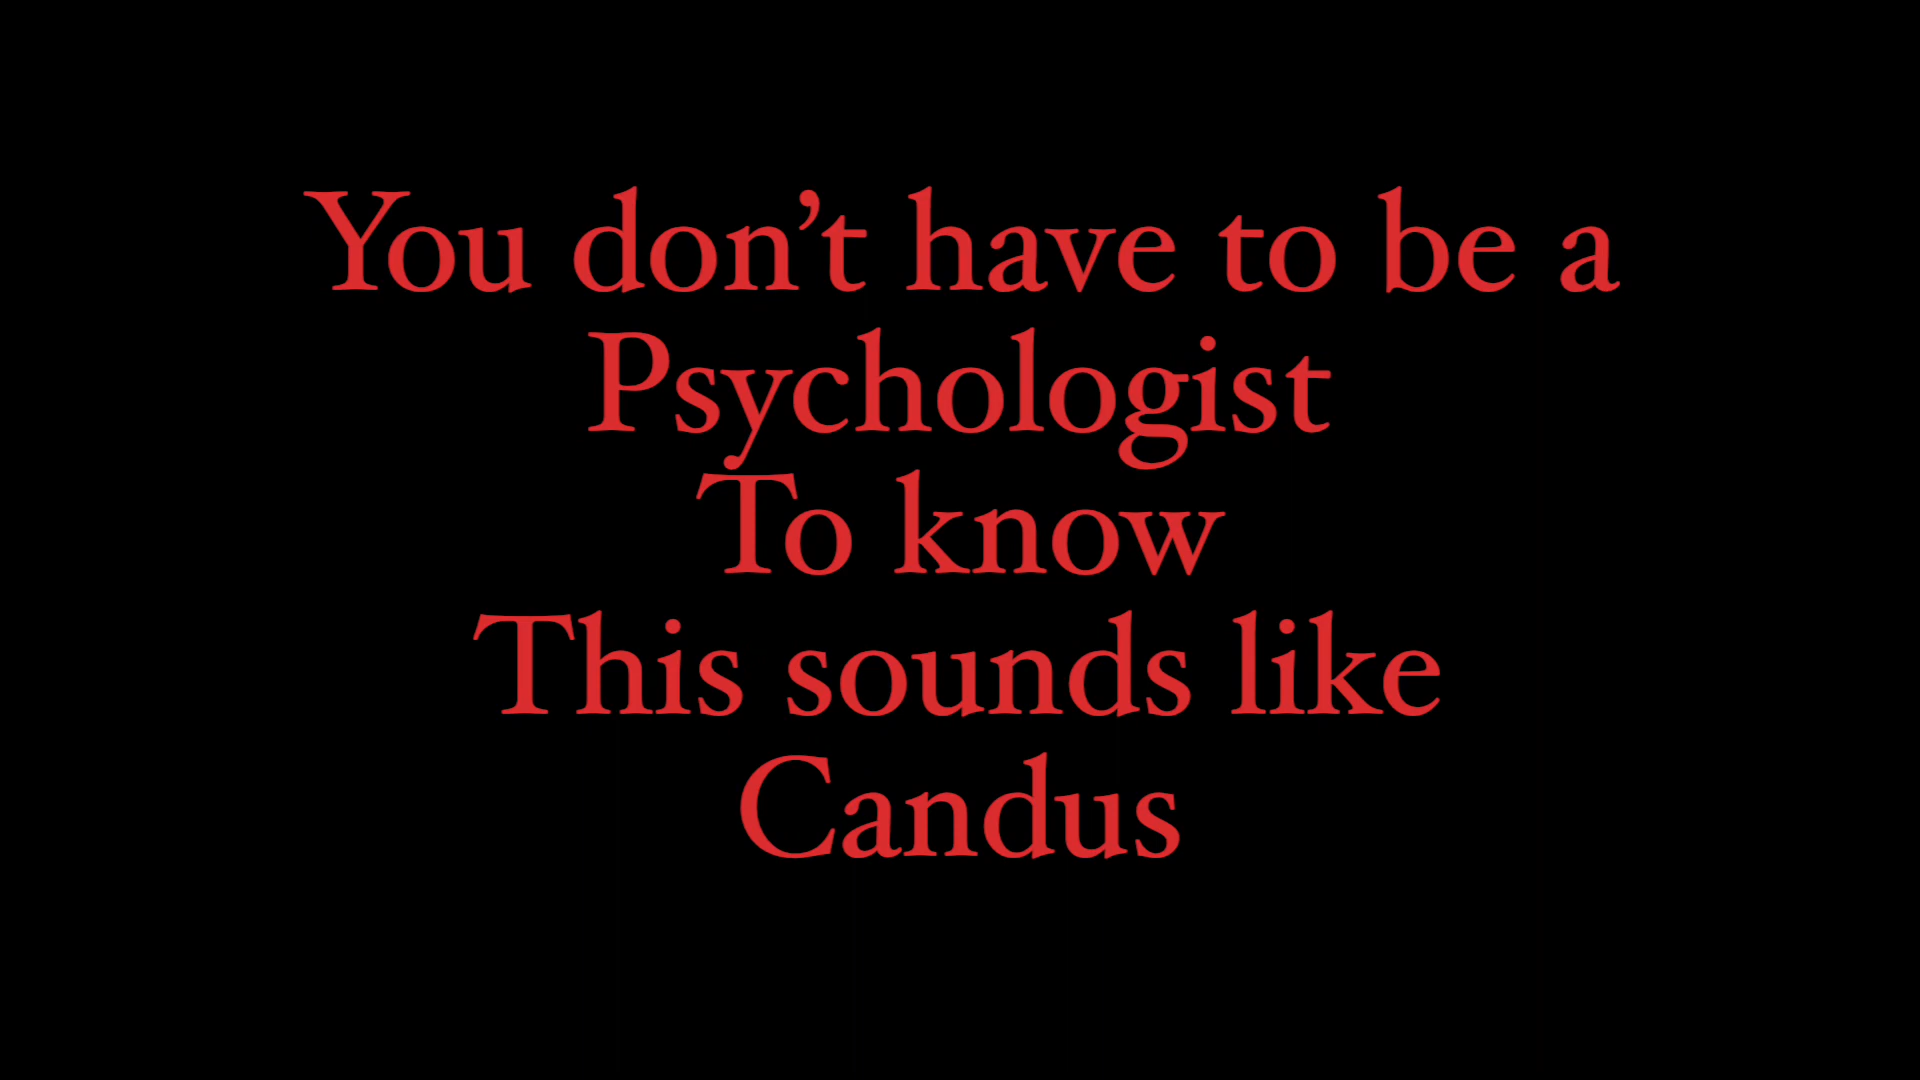 You don’t have to be a
Psychologist
To know
This sounds like
Candus